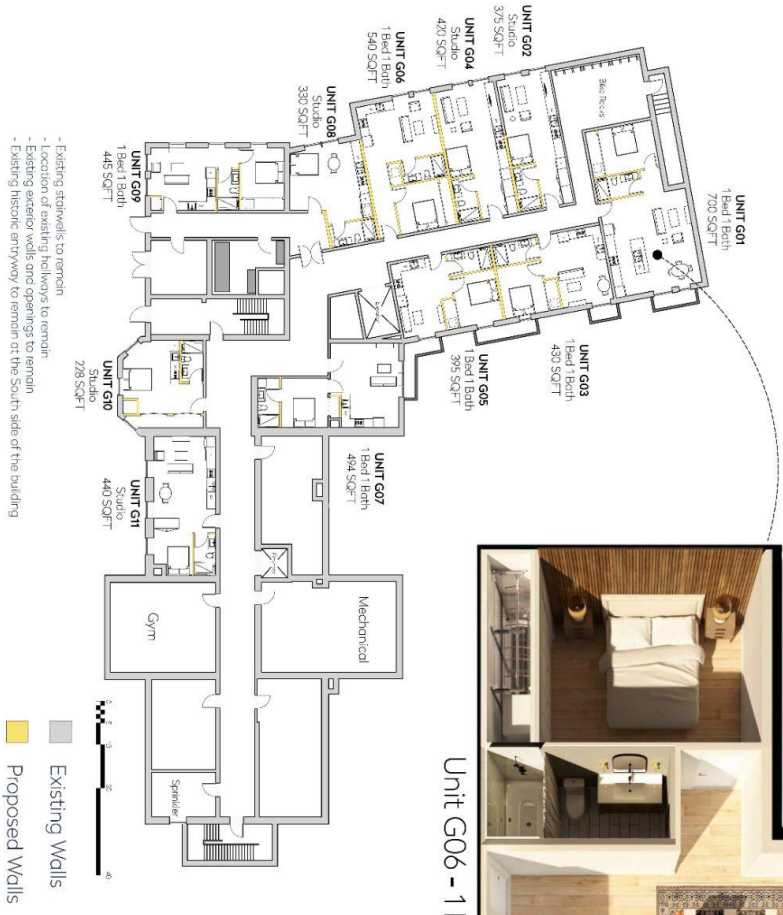 UNIT G01
1 Bed 1 Bath
700 SQFT
Bike Racks
UNIT G02
Studio
375 SQFT
UNIT G04
Studio
420 SQFT
UNIT G06
1 Bed 1 Bath
540 SQFT
UNIT G08
Studio
330 SQFT
UNIT G03
1 Bed 1 Bath
430 SQFT
UNIT G05
1 Bed 1 Bath
395 SQFT
UNIT G09
1 Bed 1 Bath
445 SQFT
UNIT G07
1 Bed 1 Bath
494 SQFT
UNIT G10
Studio
228 SQFT
UNIT G11
Studio
440 SQFT
Mechanical
Gym
Sprinkler
Unit G06 - 1
- Existing stairwells to remain
- Location of existing hallways to remain
- Existing exterior walls and openings to remain
- Existing historic entryway to remain at the South side of the building
Existing Walls
Proposed Walls